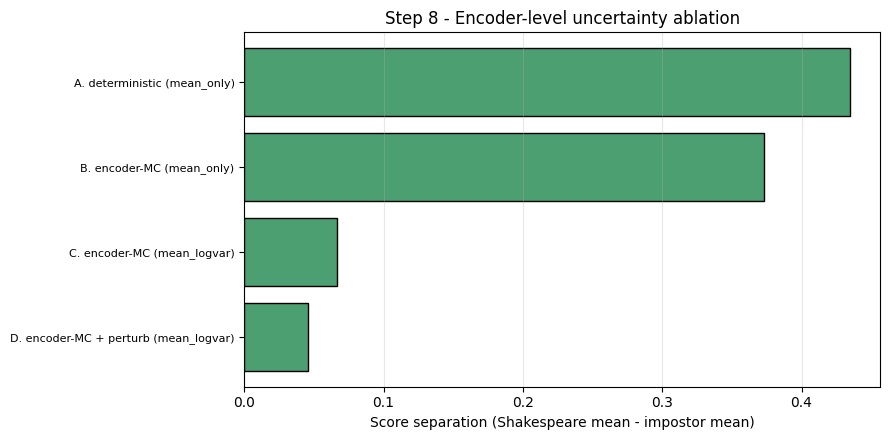 Step 8 - Encoder-level uncertainty ablation
A. deterministic (mean_only)
B. encoder-MC (mean_only)
C. encoder-MC (mean_logvar)
D. encoder-MC + perturb (mean_logvar)
0.0 0.1 0.2 0.3 0.4
Score separation (Shakespeare mean - impostor mean)